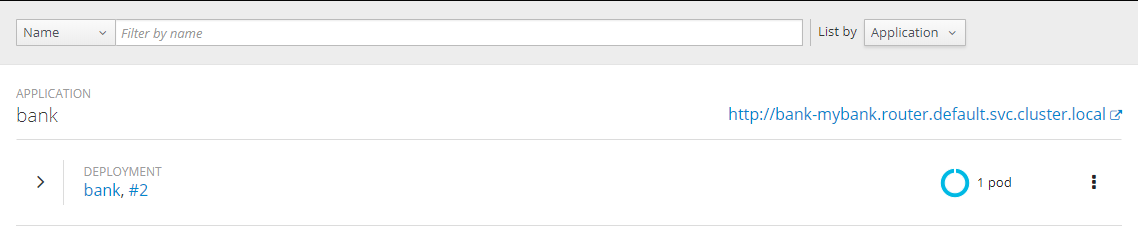 Name Filter by name List by Application
APPLICATION
bank http://bank-mybank.router.default.svc.cluster.local
DEPLOYMENT
bank, #2 1 pod